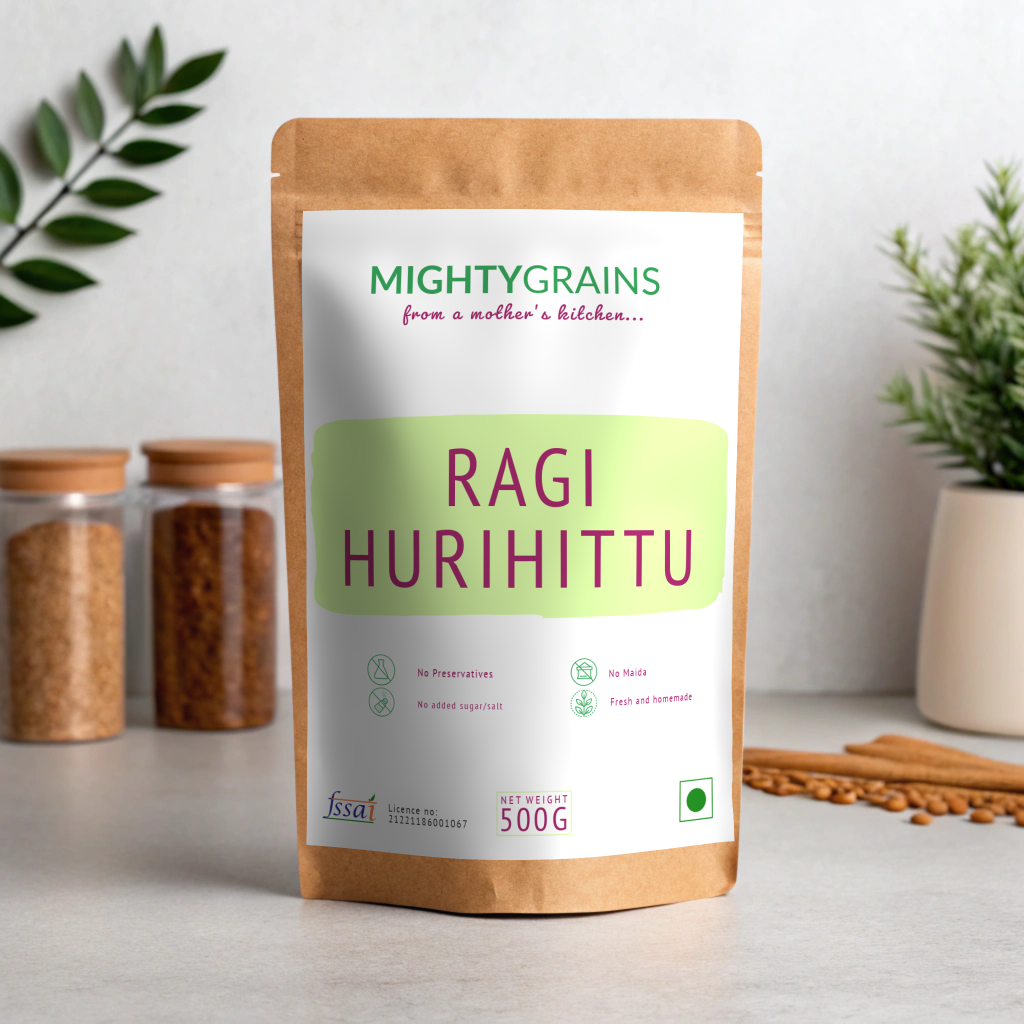 MIGHTYGRAINS
from a mother's kitchen...
RAGI
HURIHITTU
No Preservatives
No Maida
No added sugar/salt
Fresh and homemade
fssai
Licence no:
21221186001067
NET WEIGHT
500G